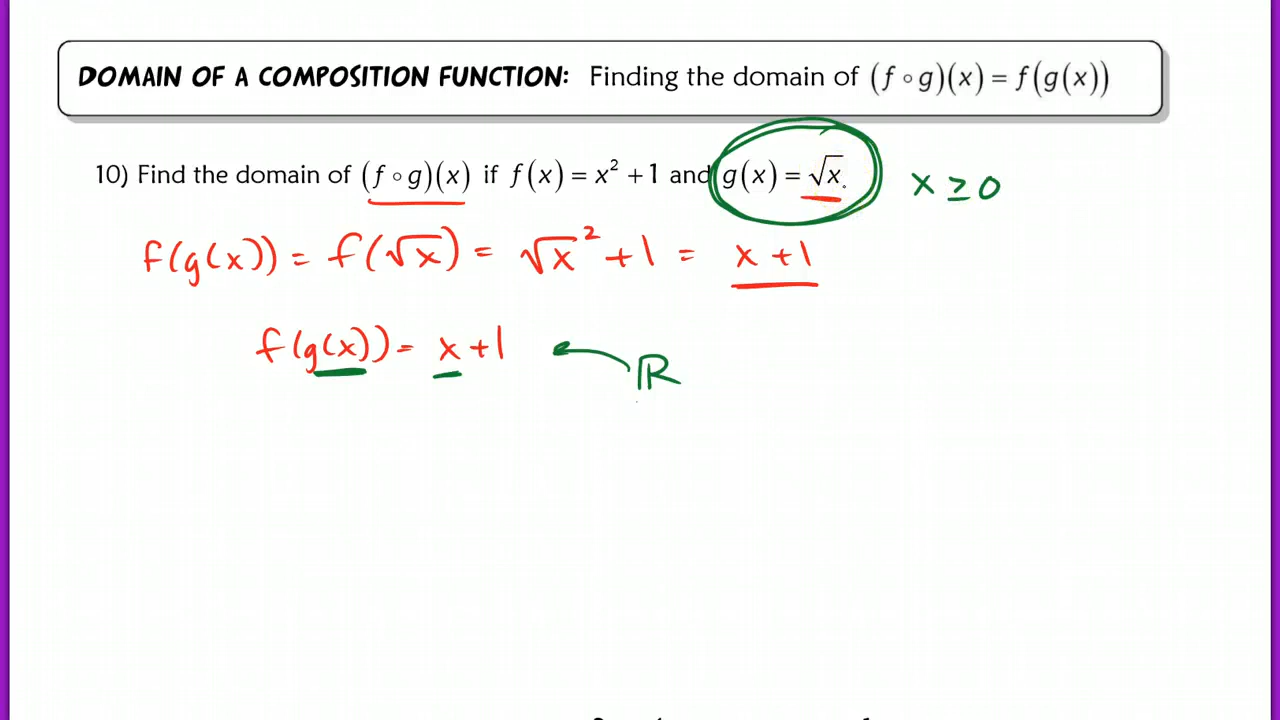 DOMAIN OF A COMPOSITION FUNCTION: Finding the domain of (f ∘ g)(x) = f(g(x))
10) Find the domain of (f ∘ g)(x) if f(x) = x² + 1 and g(x) = √x. x ≥ 0
f(g(x)) = f(√x) = √x² + 1 = x + 1
f(g(x)) = x + 1 ℝ